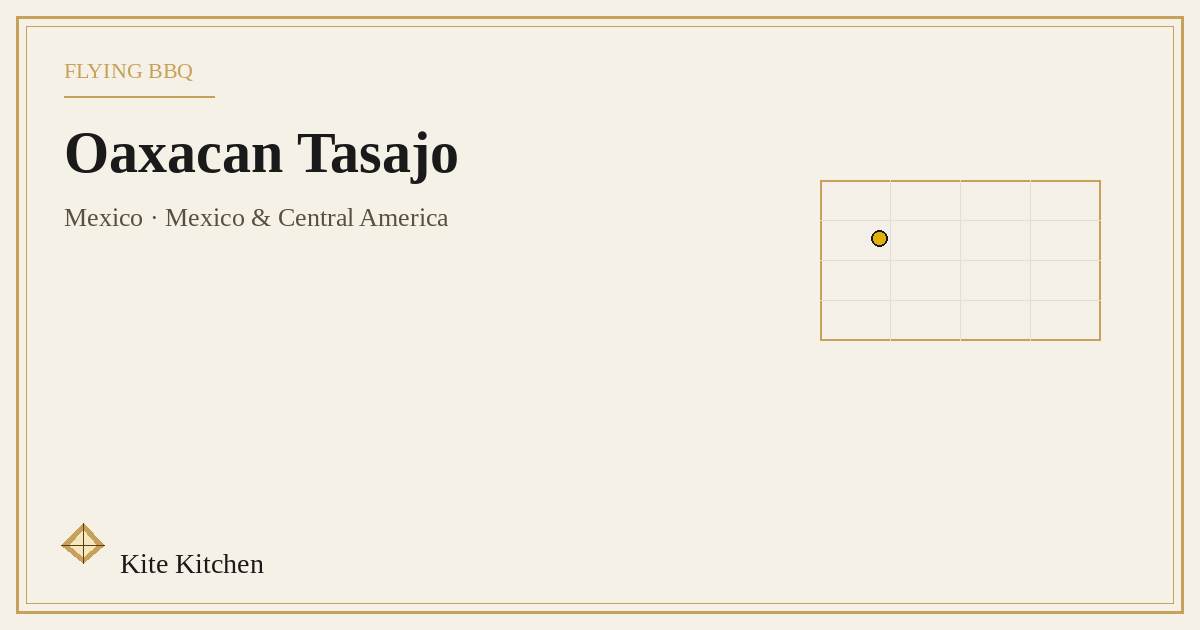 FLYING BBQ
Oaxacan Tasajo
Mexico · Mexico & Central America
Kite Kitchen